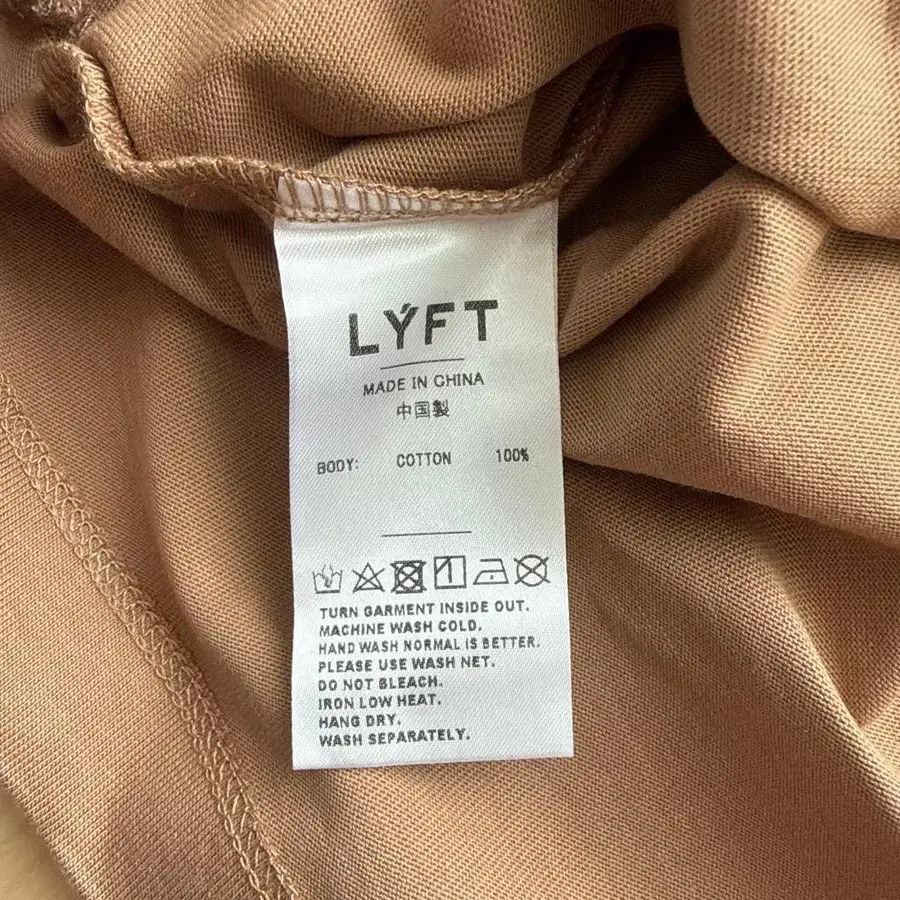 LÝFT
MADE IN CHINA
中国製
BODY: COTTON 100%
TURN GARMENT INSIDE OUT.
MACHINE WASH COLD.
HAND WASH NORMAL IS BETTER.
PLEASE USE WASH NET.
DO NOT BLEACH.
IRON LOW HEAT.
HANG DRY.
WASH SEPARATELY.